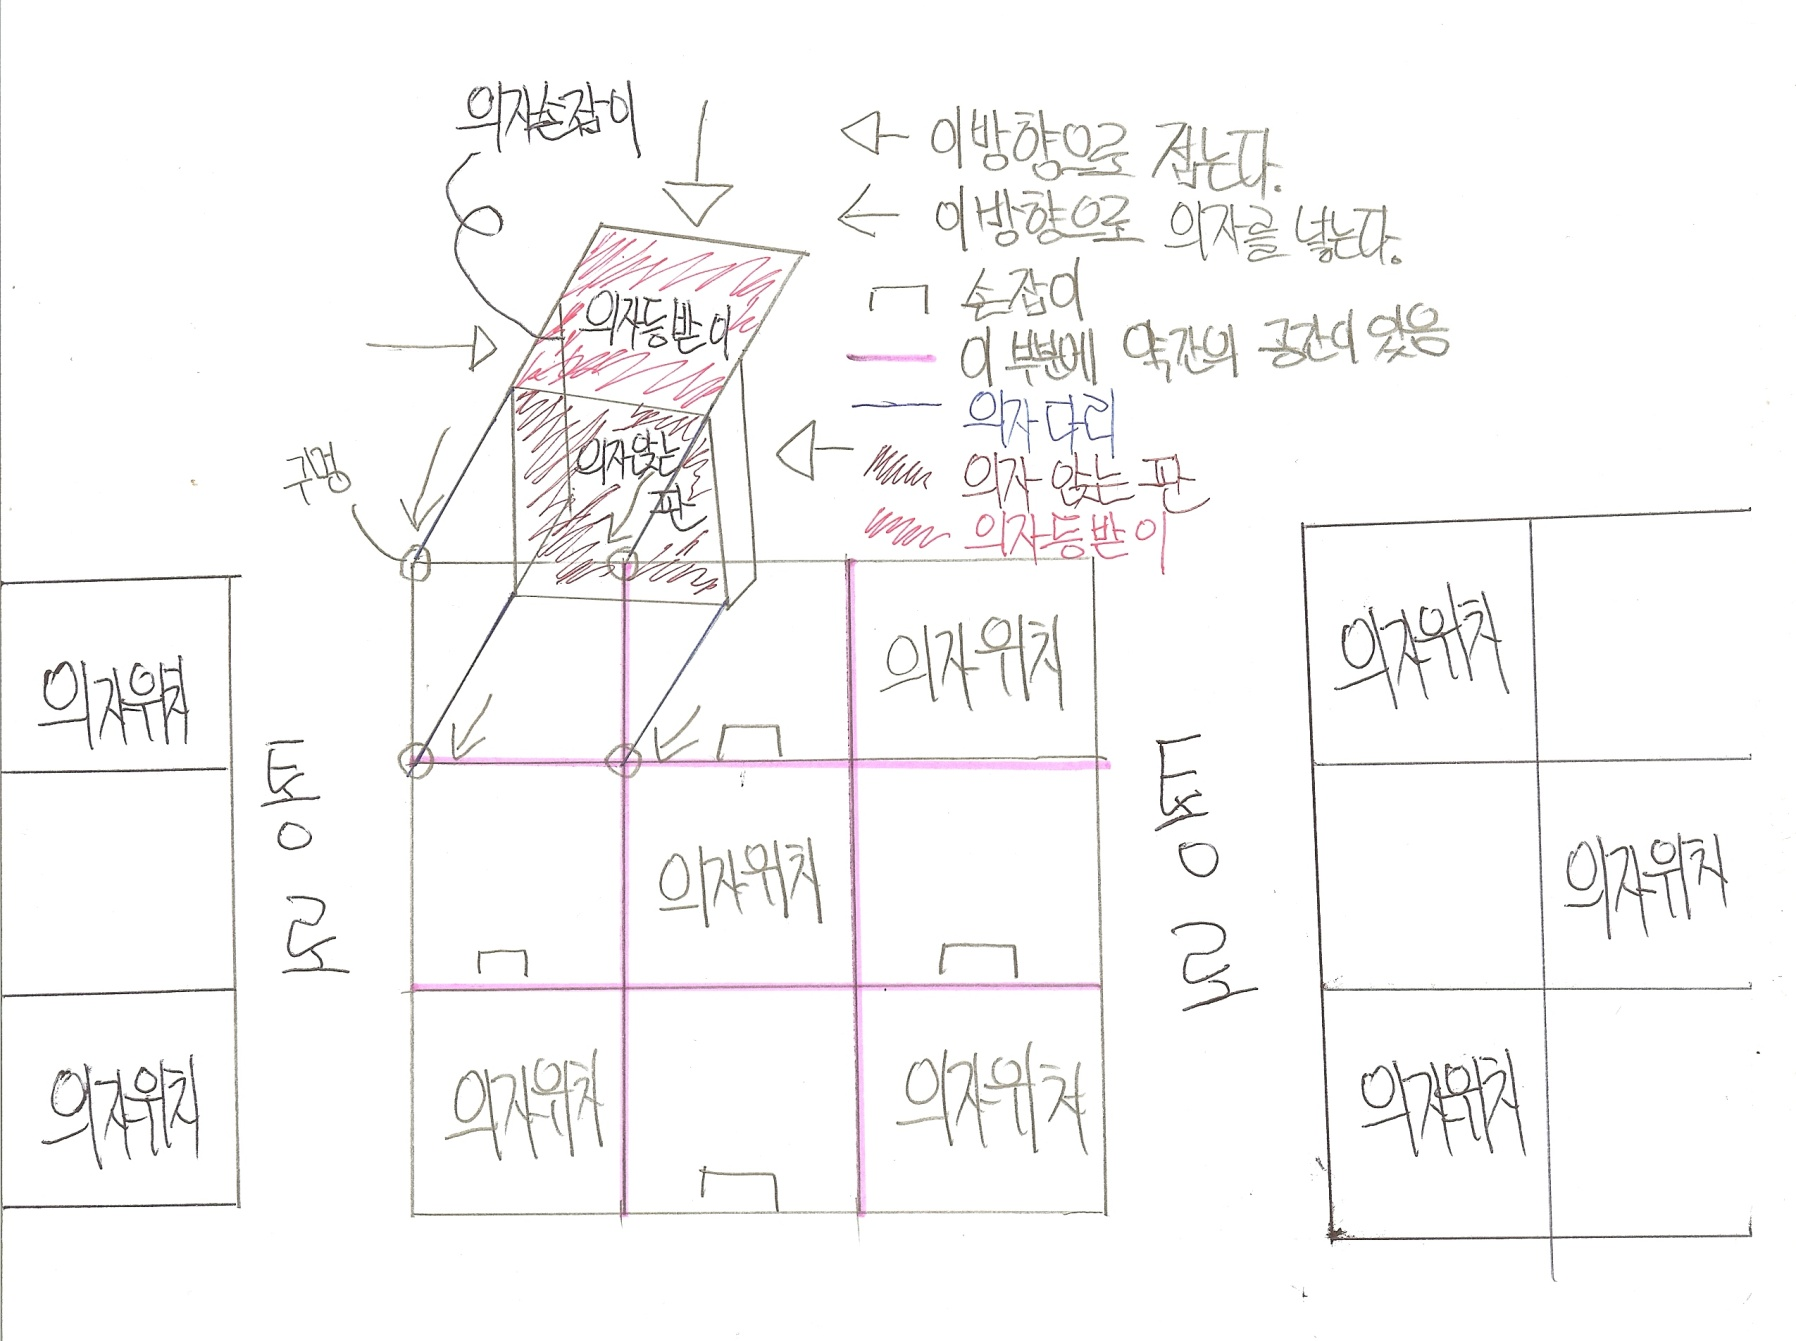 의자손잡이
이방향으로 접는다.
이방향으로 의자를 넣는다.
손잡이
이 부분에 약간의 공간이 있음
의자다리
의자 앉는 판
의자등받이
의자등받이
의자앉는
판
구멍
의자위치
의자위치
의자위치
통로
통로
의자위치
의자위치
의자위치
의자위치
의자위치
의자위치